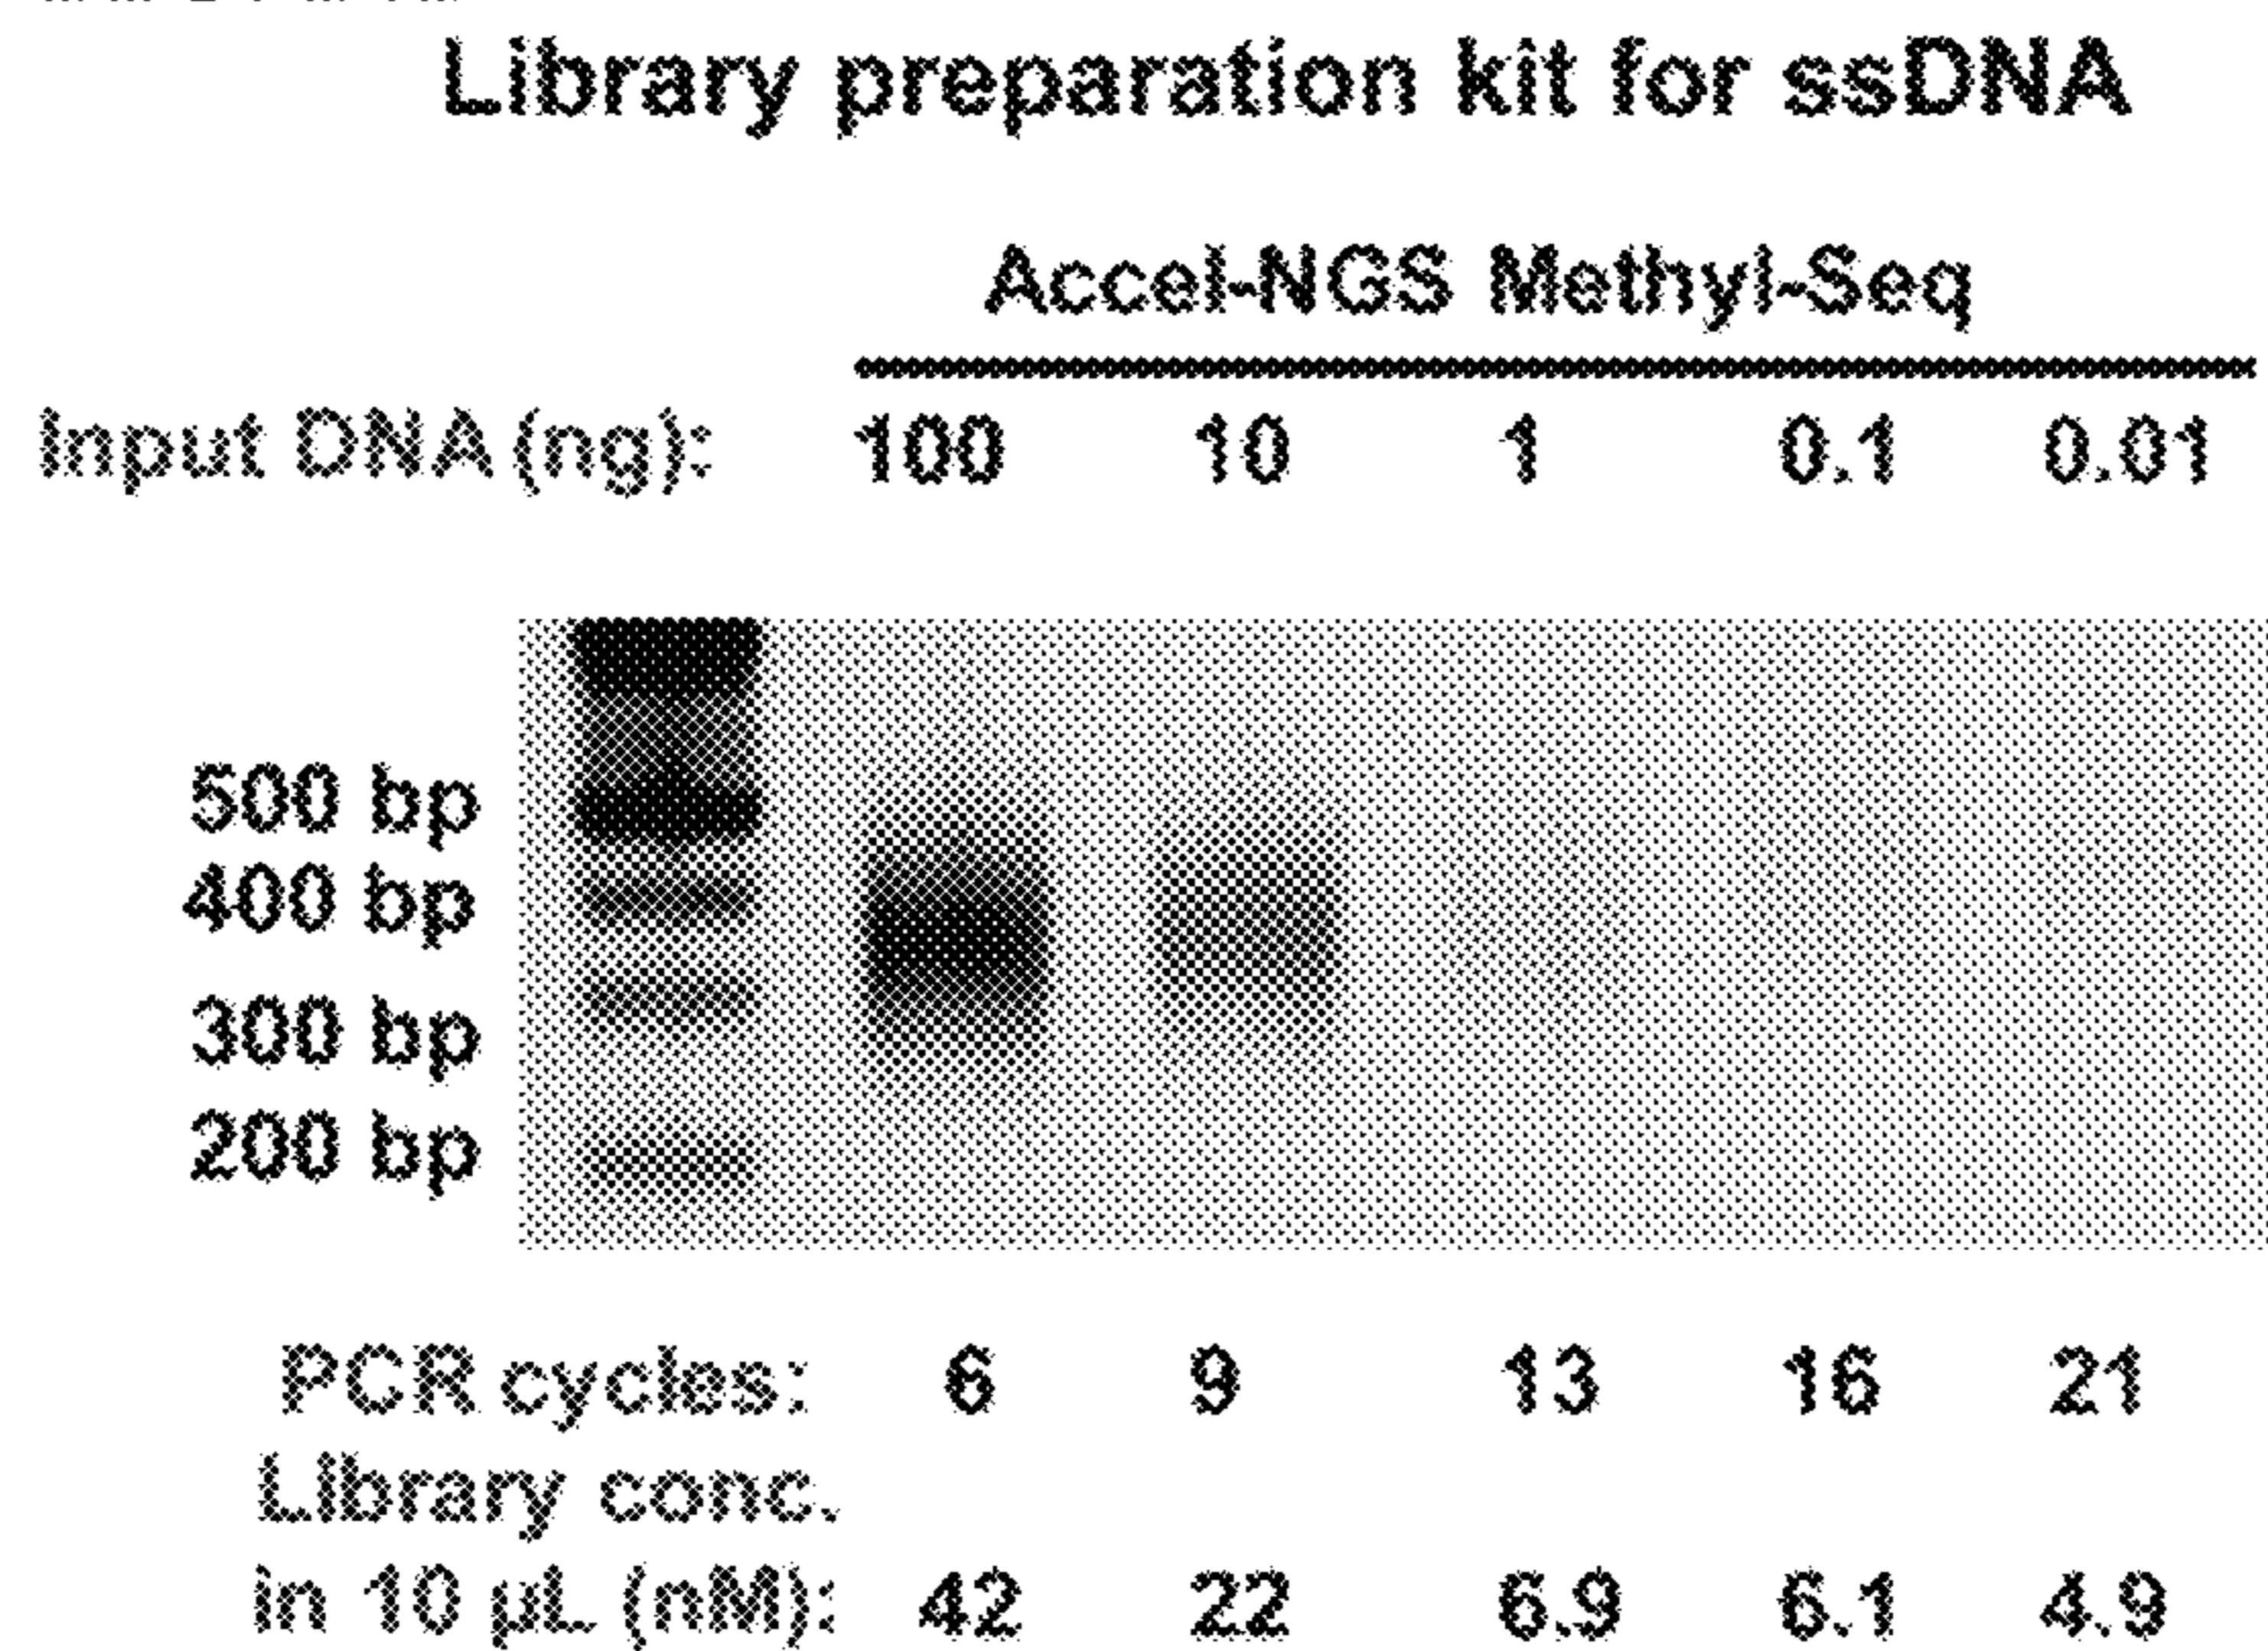 Library preparation kit for ssDNA
Accel-NGS Methyl-Seq
Input DNA (ng): 100 10 1 0.1 0.01
500 bp
400 bp
300 bp
200 bp
PCR cycles: 6 9 13 16 21
Library conc.
in 10 µL (nM): 42 22 6.9 6.1 4.9